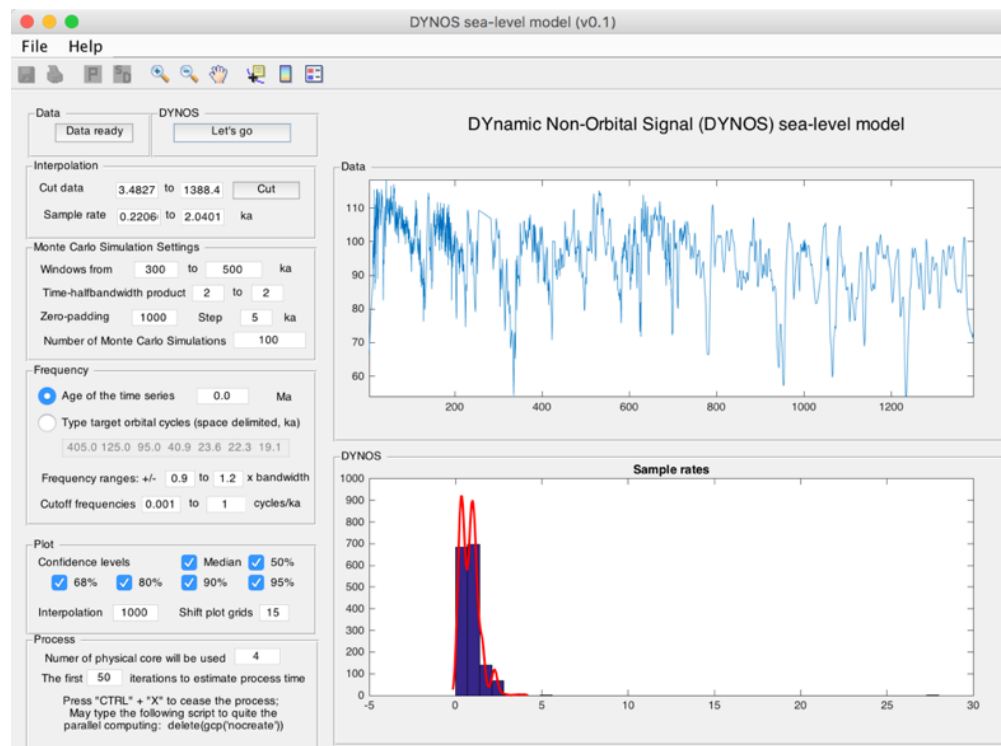 DYNOS sea-level model (v0.1)
File Help
Data
Data ready
DYNOS
Let's go
Interpolation
Cut data 3.4827 to 1388.4 Cut
Sample rate 0.2206 to 2.0401 ka
Monte Carlo Simulation Settings
Windows from 300 to 500 ka
Time-halfbandwidth product 2 to 2
Zero-padding 1000 Step 5 ka
Number of Monte Carlo Simulations 100
Frequency
Age of the time series 0.0 Ma
Type target orbital cycles (space delimited, ka)
405.0 125.0 95.0 40.9 23.6 22.3 19.1
Frequency ranges: +/- 0.9 to 1.2 x bandwidth
Cutoff frequencies 0.001 to 1 cycles/ka
Plot
Confidence levels Median 50%
68% 80% 90% 95%
Interpolation 1000 Shift plot grids 15
Process
Numer of physical core will be used 4
The first 50 iterations to estimate process time
Press "CTRL" + "X" to cease the process;
May type the following script to quite the
parallel computing: delete(gcp('nocreate'))
DYnamic Non-Orbital Signal (DYNOS) sea-level model
Data
110
100
90
80
70
60
200 400 600 800 1000 1200
DYNOS
Sample rates
1000
900
800
700
600
500
400
300
200
100
0
-5 0 5 10 15 20 25 30